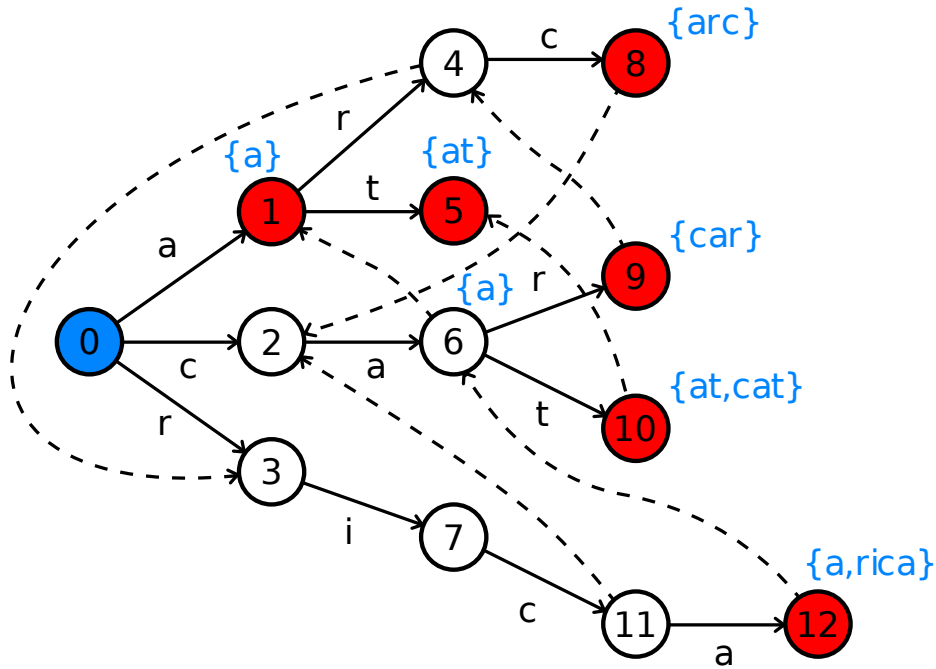 {arc}
c
4
8
r
{a}
{at}
t
1
5
{car}
a
r
9
{a}
0
2
6
c
a
{at,cat}
r
t
10
3
i
7
{a,rica}
c
11
12
a